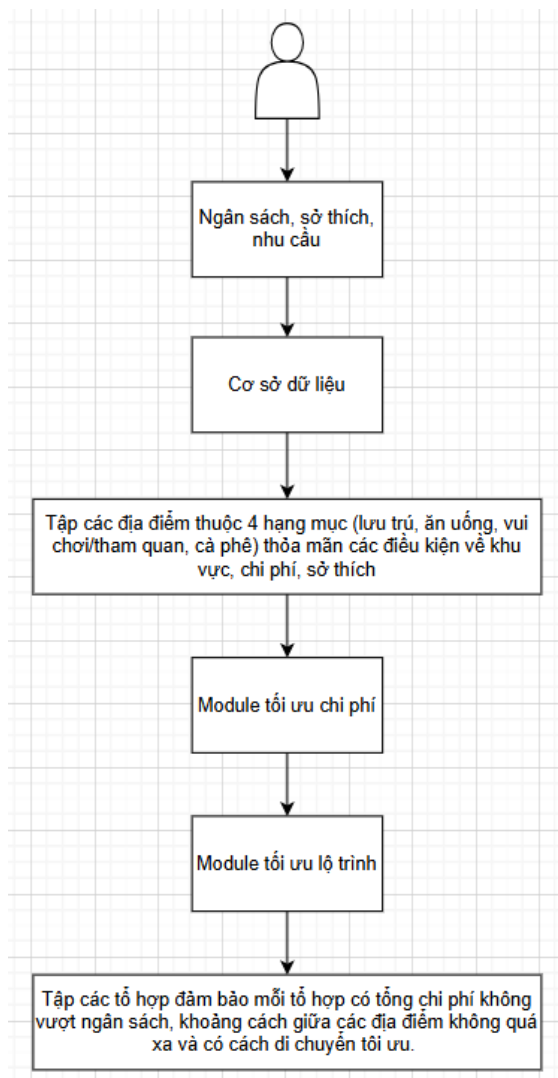 Ngân sách, sở thích,
nhu cầu
Cơ sở dữ liệu
Tập các địa điểm thuộc 4 hạng mục (lưu trú, ăn uống, vui
chơi/tham quan, cà phê) thỏa mãn các điều kiện về khu
vực, chi phí, sở thích
Module tối ưu chi phí
Module tối ưu lộ trình
Tập các tổ hợp đảm bảo mỗi tổ hợp có tổng chi phí không
vượt ngân sách, khoảng cách giữa các địa điểm không quá
xa và có cách di chuyển tôi ưu.